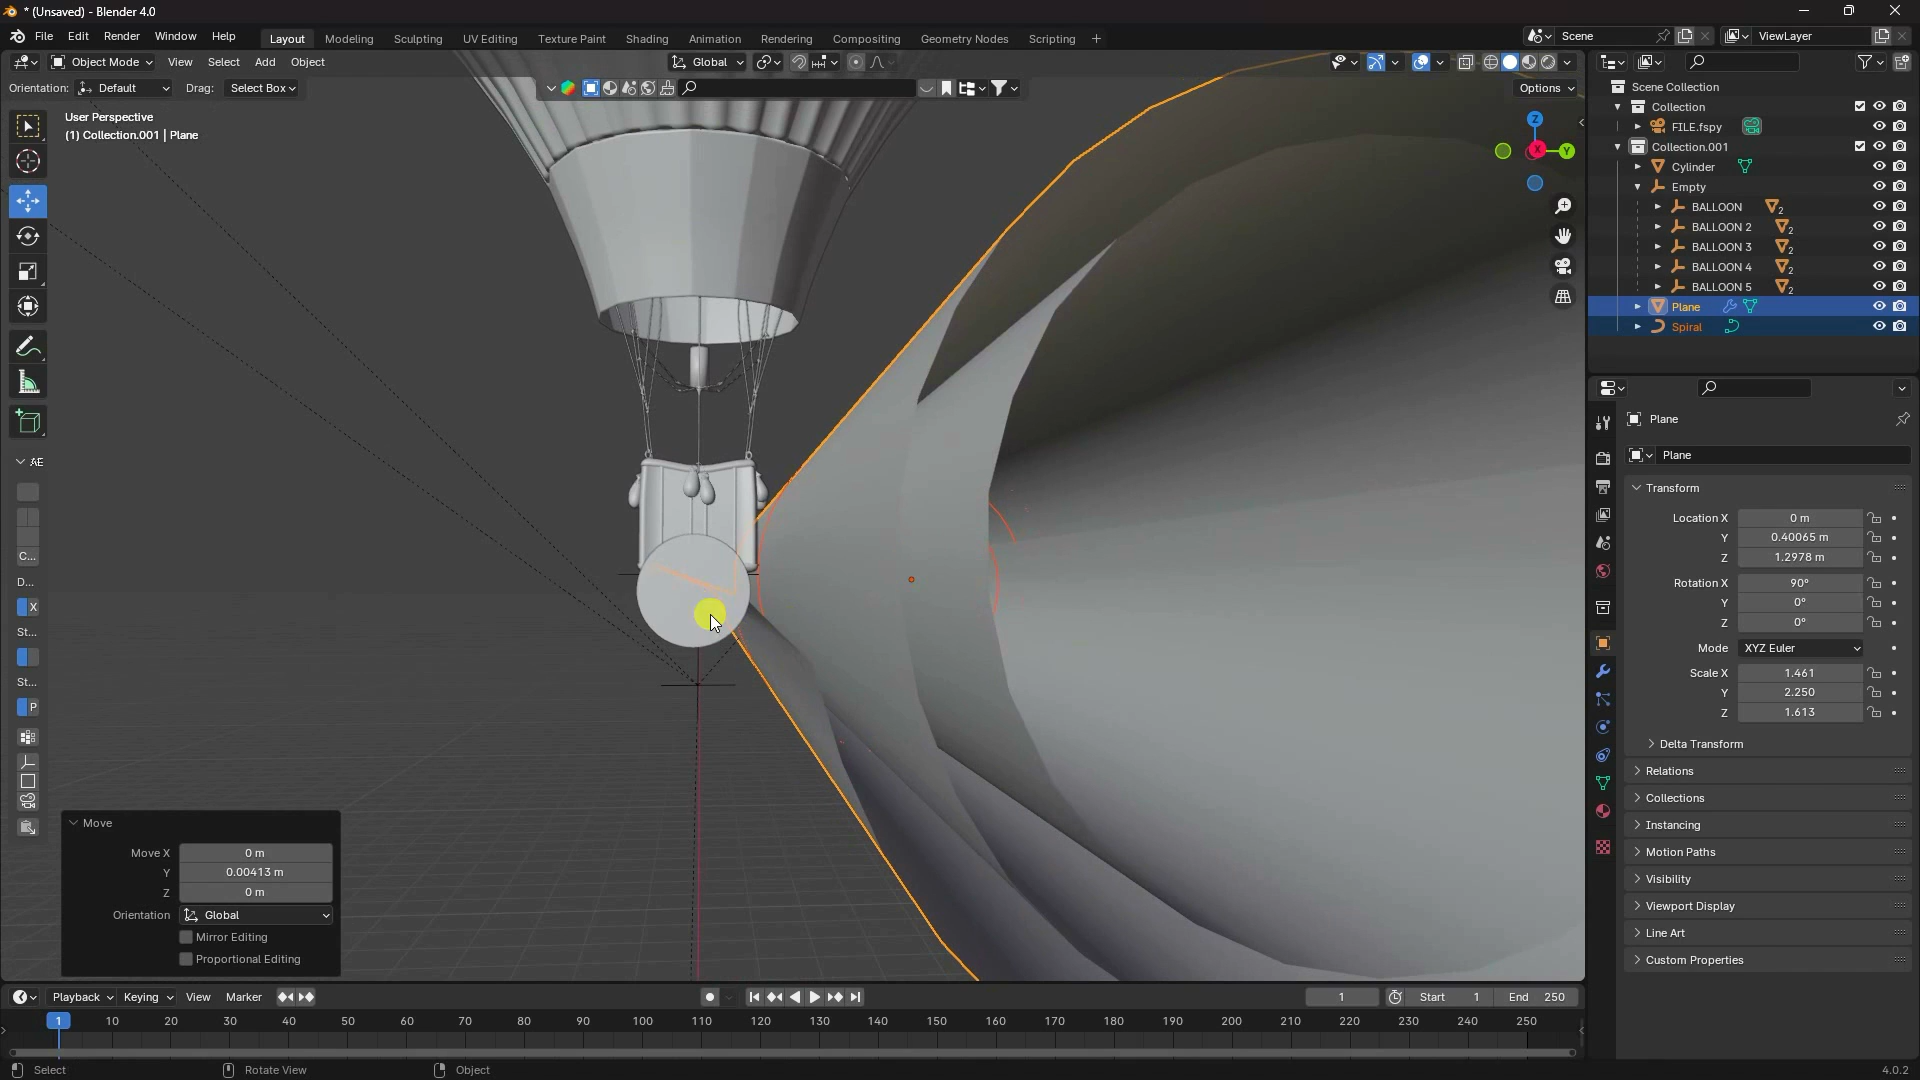 * (Unsaved) - Blender 4.0
File Edit Render Window Help
Layout Modeling Sculpting UV Editing Texture Paint Shading Animation Rendering Compositing Geometry Nodes Scripting +
Scene ViewLayer
Object Mode View Select Add Object
Global
Orientation: Default Drag: Select Box
Options
User Perspective
(1) Collection.001 | Plane
Z
Y
X
Scene Collection
Collection
FILE.fspy
Collection.001
Cylinder
Empty
BALLOON 2
BALLOON 2 2
BALLOON 3 2
BALLOON 4 2
BALLOON 5 2
Plane
Spiral
AE
C...
D...
X
St...
St...
P
Plane
Plane
Transform
Location X 0 m
Y 0.40065 m
Z 1.2978 m
Rotation X 90°
Y 0°
Z 0°
Mode XYZ Euler
Scale X 1.461
Y 2.250
Z 1.613
Delta Transform
Relations
Collections
Instancing
Motion Paths
Visibility
Viewport Display
Line Art
Custom Properties
Move
Move X 0 m
Y 0.00413 m
Z 0 m
Orientation Global
Mirror Editing
Proportional Editing
Playback Keying View Marker
1 Start 1 End 250
1 10 20 30 40 50 60 70 80 90 100 110 120 130 140 150 160 170 180 190 200 210 220 230 240 250
Select Rotate View Object
4.0.2